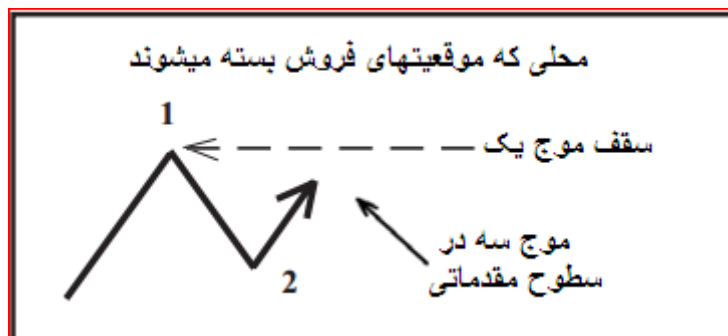 محلی که موقعیتهای فروش بسته میشوند
1
سقف موج یک
موج سه در
سطوح مقدماتی
2